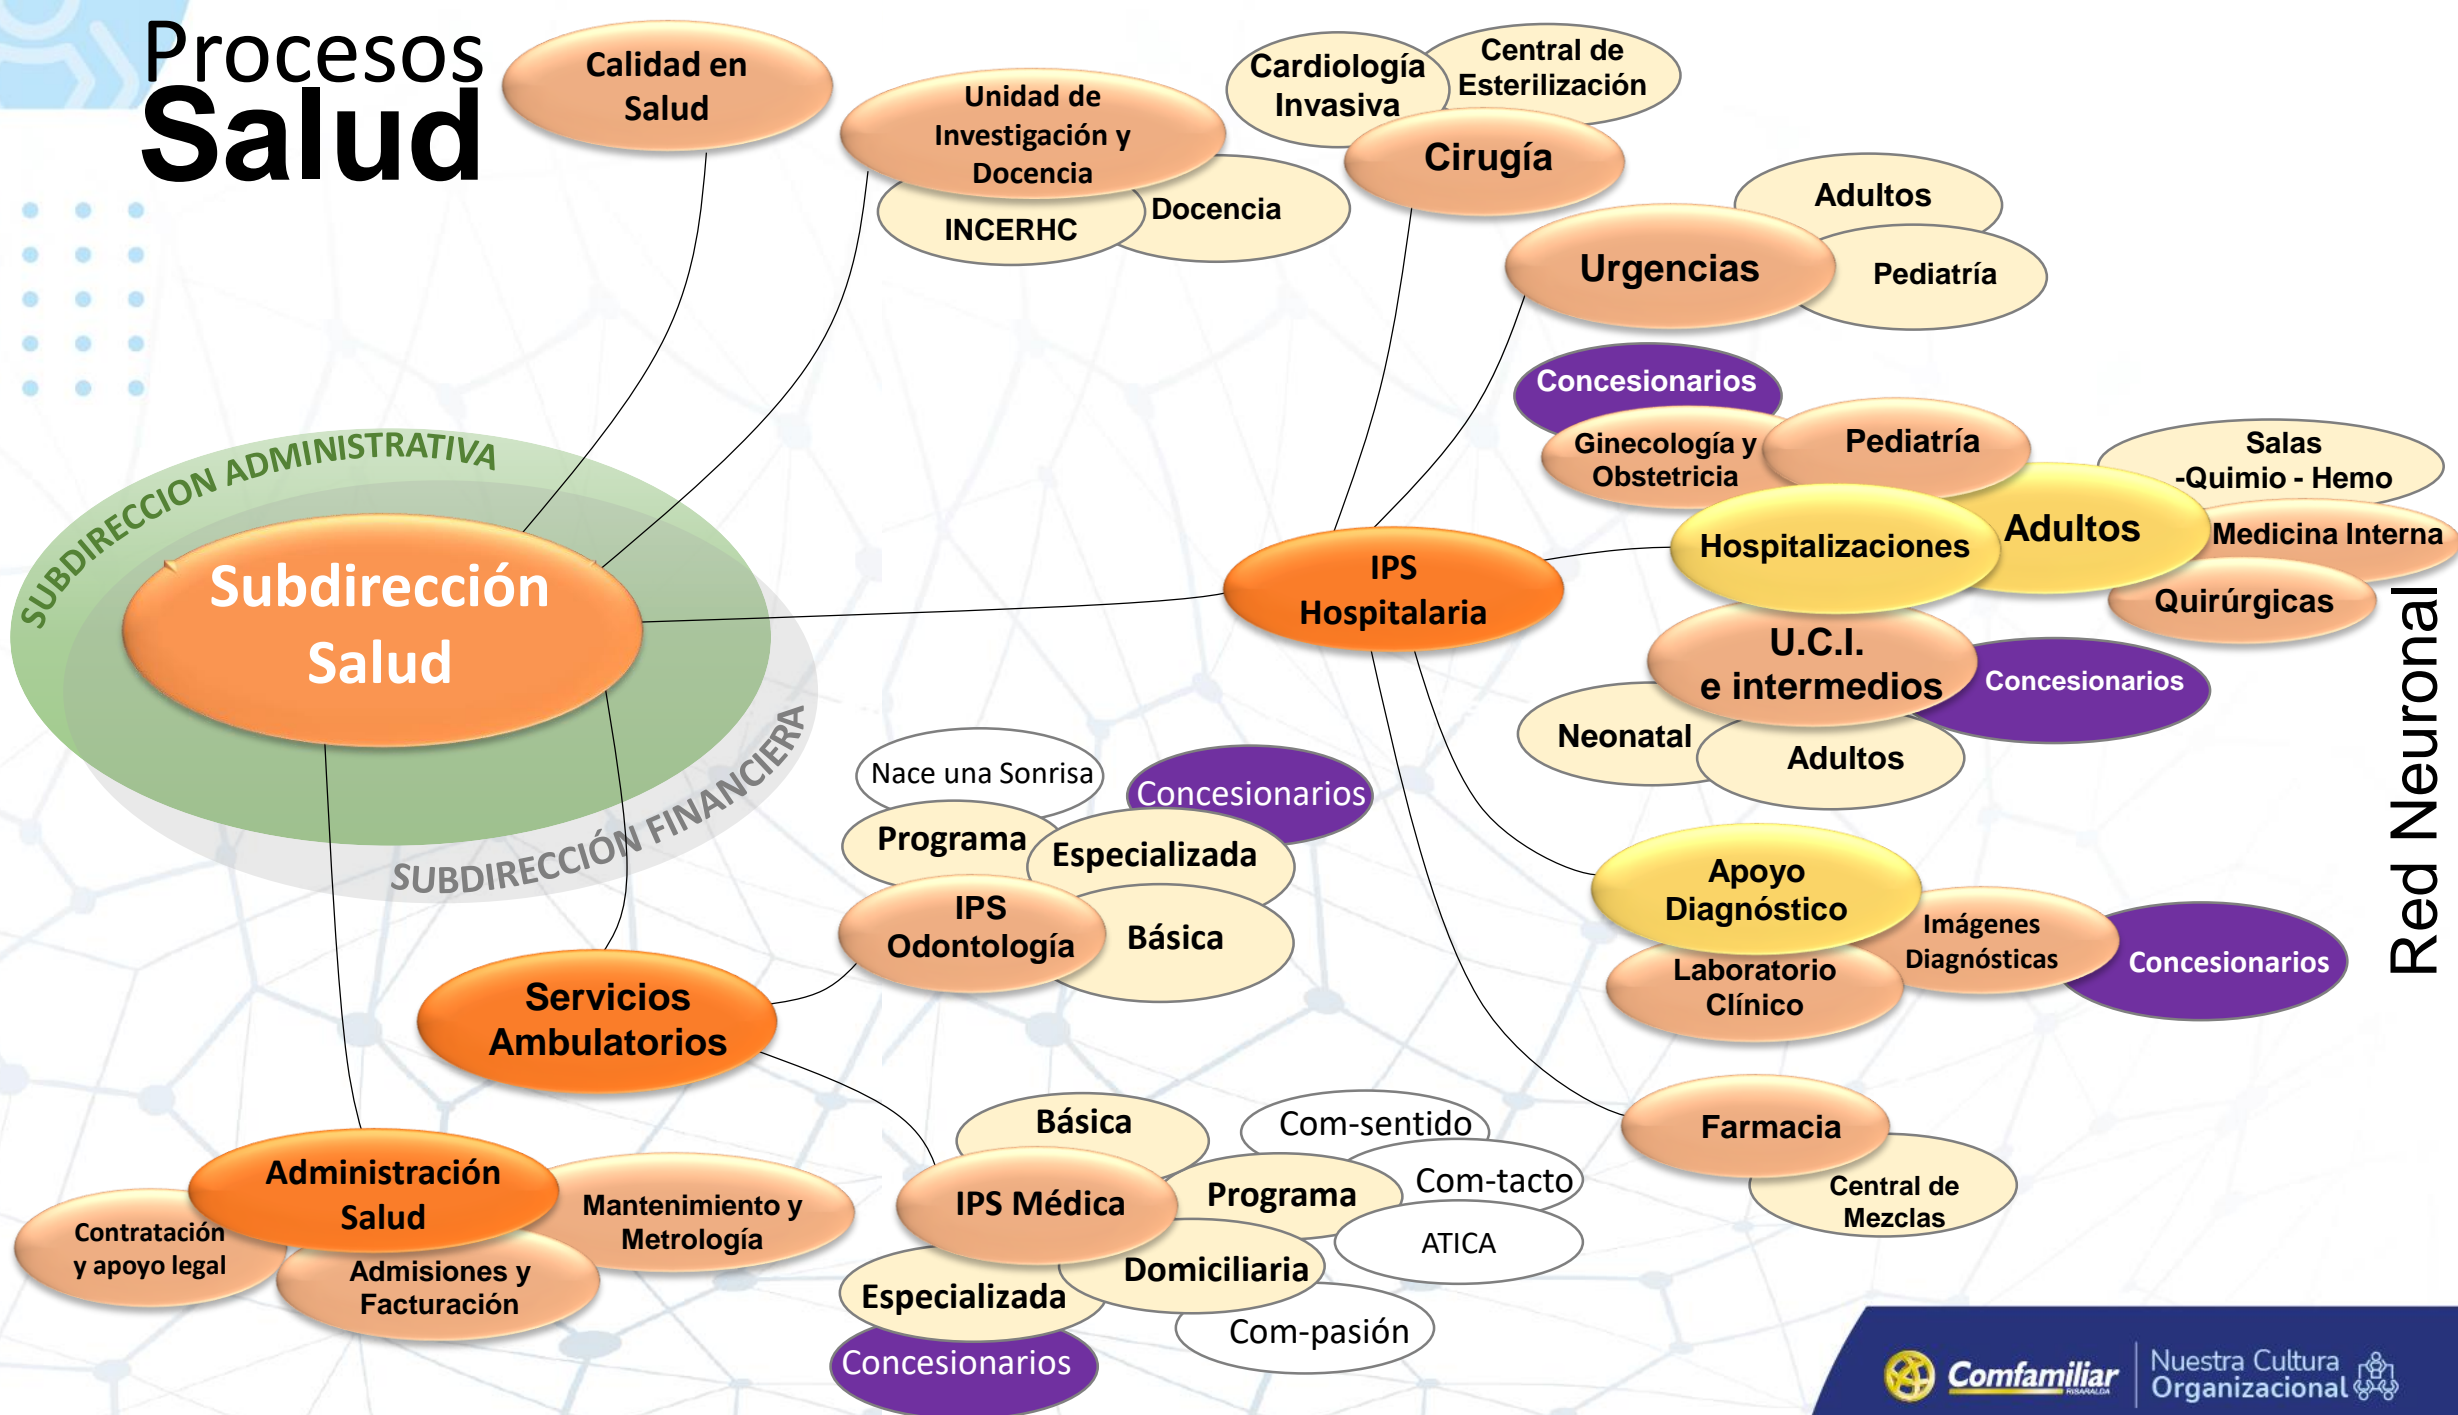 Procesos
Salud
Calidad en
Salud
Unidad de
Investigación y
Docencia
INCERHC
Docencia
Cardiología
Invasiva
Central de
Esterilización
Cirugía
Adultos
Urgencias
Pediatría
Concesionarios
Ginecología y
Obstetricia
Pediatría
Salas
-Quimio - Hemo
Hospitalizaciones
Adultos
Medicina Interna
Quirúrgicas
U.C.I.
e intermedios
Concesionarios
Neonatal
Adultos
SUBDIRECCION ADMINISTRATIVA
Subdirección
Salud
SUBDIRECCIÓN FINANCIERA
IPS
Hospitalaria
Red Neuronal
Nace una Sonrisa
Concesionarios
Programa
Especializada
IPS
Odontología
Básica
Apoyo
Diagnóstico
Imágenes
Diagnósticas
Concesionarios
Laboratorio
Clínico
Servicios
Ambulatorios
Básica
Com-sentido
Com-tacto
IPS Médica
Programa
ATICA
Domiciliaria
Especializada
Com-pasión
Concesionarios
Farmacia
Central de
Mezclas
Administración
Salud
Contratación
y apoyo legal
Mantenimiento y
Metrología
Admisiones y
Facturación
Comfamiliar
RISARALDA
Nuestra Cultura
Organizacional